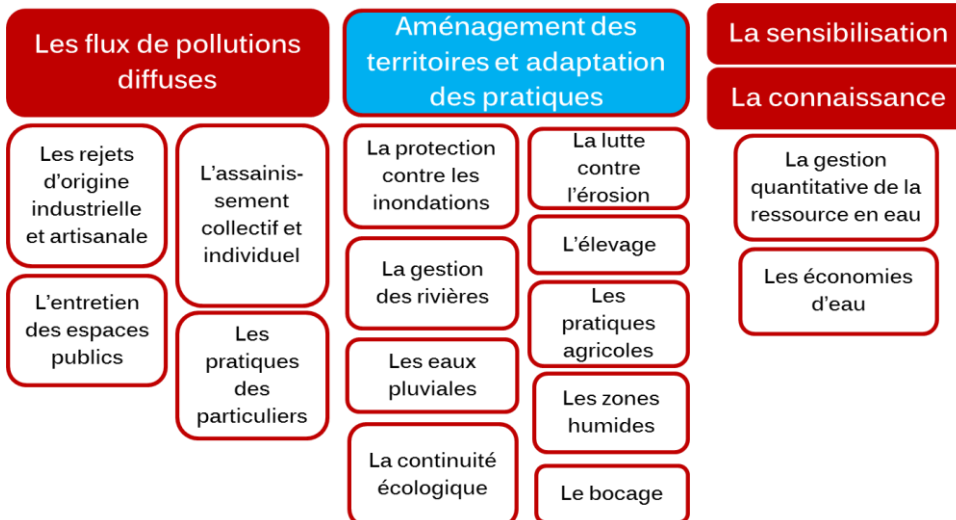 Les flux de pollutions
diffuses
Les rejets
d'origine
industrielle
et artisanale
L'entretien
des espaces
publics
L'assainis-
sement
collectif et
individuel
Les
pratiques
des
particuliers
Aménagement des
territoires et adaptation
des pratiques
La protection
contre les
inondations
La gestion
des rivières
Les eaux
pluviales
La continuité
écologique
La lutte
contre
l'érosion
L'élevage
Les
pratiques
agricoles
Les zones
humides
Le bocage
La sensibilisation
La connaissance
La gestion
quantitative de la
ressource en eau
Les économies
d'eau